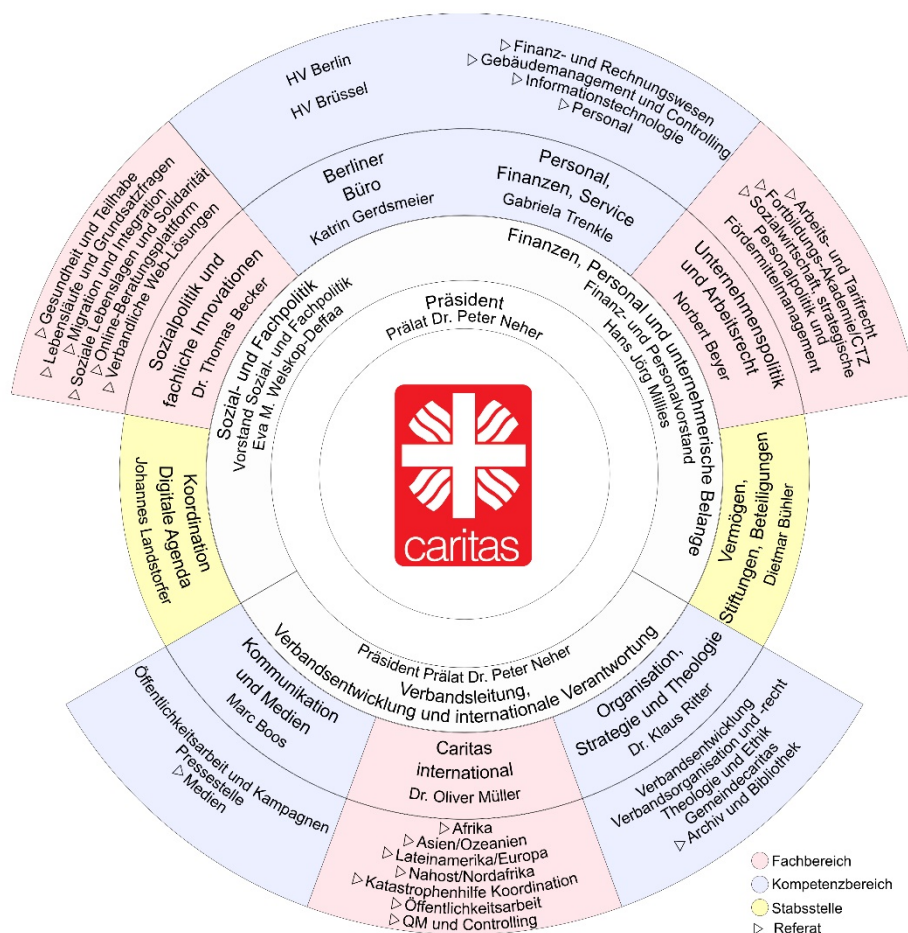 HV Berlin
HV Brüssel
▷ Finanz- und Rechnungswesen
▷ Gebäudemanagement und Controlling
▷ Informationstechnologie
▷ Personal
Berliner
Büro
Katrin Gerdsmeier
Personal,
Finanzen, Service
Gabriela Trenkle
▷ Gesundheit und Teilhabe
▷ Lebensläufe und Grundsatzfragen
▷ Migration und Integration
▷ Soziale Lebenslagen und Solidarität
▷ Online-Beratungsplattform
▷ Verbandliche Web-Lösungen
Sozialpolitik und
fachliche Innovationen
Dr. Thomas Becker
▷ Arbeits- und Tarifrecht
▷ Fortbildungs-Akademie/CTZ
▷ Sozialwirtschaft, strategische
Personalpolitik und
Fördermittelmanagement
Unternehmenspolitik
und Arbeitsrecht
Norbert Beyer
Sozial- und Fachpolitik
Vorstand Sozial- und Fachpolitik
Eva M. Welskop-Deffaa
Finanzen, Personal und unternehmerische Belange
Finanz- und Personalvorstand
Hans Jörg Millies
Präsident
Prälat Dr. Peter Neher
caritas
Koordination
Digitale Agenda
Johannes Landstorfer
Vermögen,
Stiftungen, Beteiligungen
Dietmar Bühler
Präsident Prälat Dr. Peter Neher
Verbandsleitung,
Verbandsentwicklung und internationale Verantwortung
Kommunikation
und Medien
Marc Boos
Öffentlichkeitsarbeit und Kampagnen
Pressestelle
▷ Medien
Caritas
international
Dr. Oliver Müller
▷ Afrika
▷ Asien/Ozeanien
▷ Lateinamerika/Europa
▷ Nahost/Nordafrika
▷ Katastrophenhilfe Koordination
▷ Öffentlichkeitsarbeit
▷ QM und Controlling
Organisation,
Strategie und Theologie
Dr. Klaus Ritter
Verbandsentwicklung
Verbandsorganisation und -recht
Theologie und Ethik
Gemeindecaritas
▷ Archiv und Bibliothek
Fachbereich
Kompetenzbereich
Stabsstelle
▷ Referat